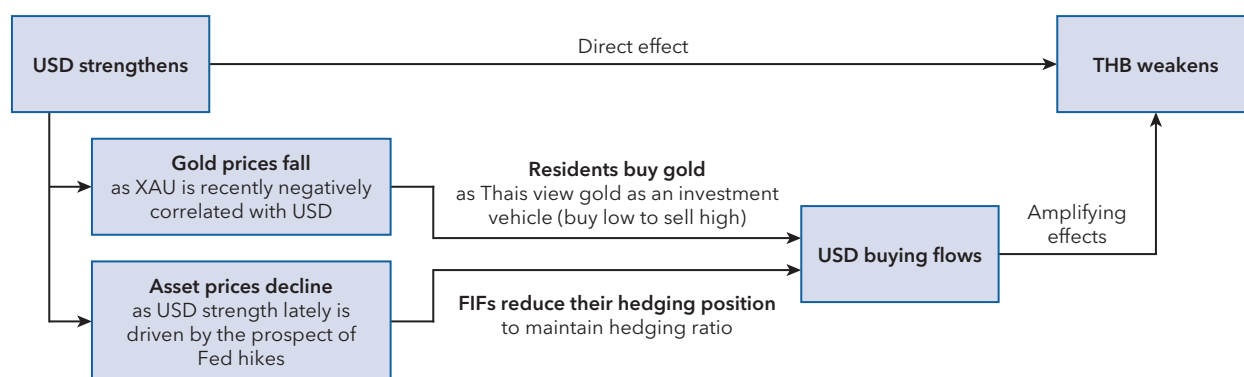 USD strengthens
Direct effect
THB weakens
Gold prices fall
as XAU is recently negatively
correlated with USD
Residents buy gold
as Thais view gold as an investment
vehicle (buy low to sell high)
USD buying flows
Amplifying
effects
Asset prices decline
as USD strength lately is
driven by the prospect of
Fed hikes
FIFs reduce their hedging position
to maintain hedging ratio